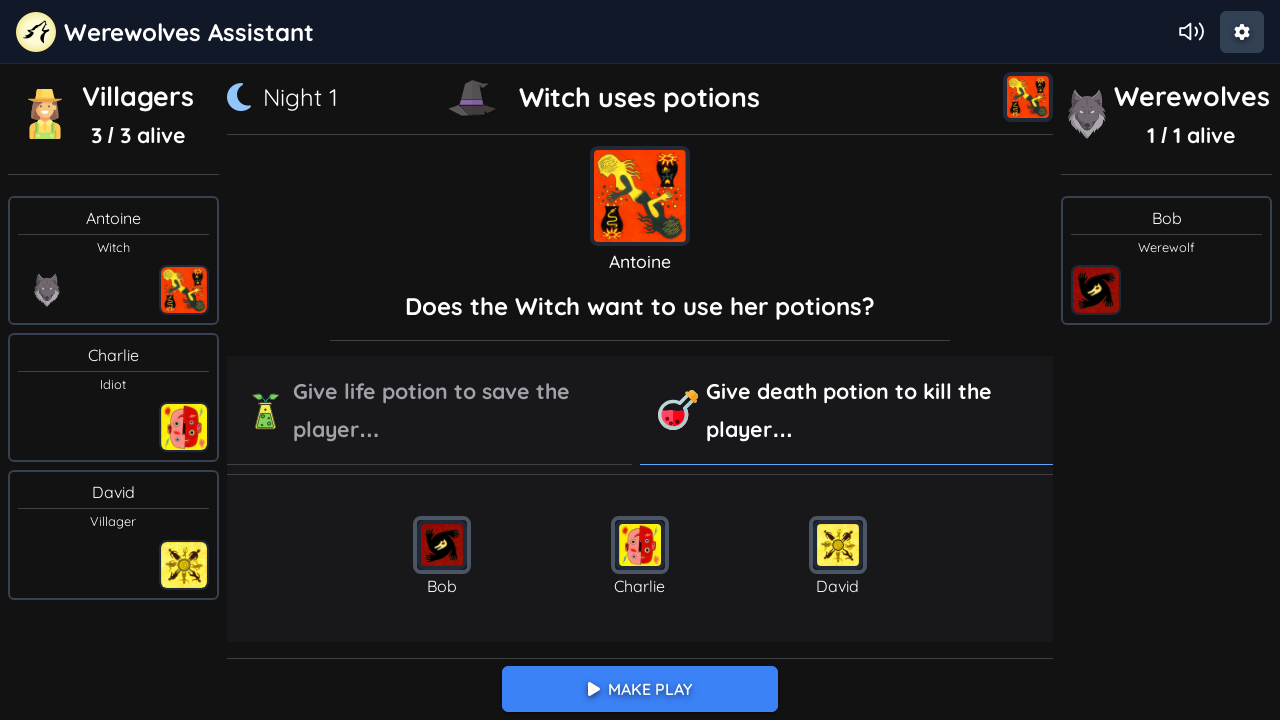 Werewolves Assistant
Villagers
3 / 3 alive
Antoine
Witch
Charlie
Idiot
David
Villager
Night 1
Witch uses potions
Antoine
Does the Witch want to use her potions?
Give life potion to save the
player...
Give death potion to kill the
player...
Bob
Charlie
David
MAKE PLAY
Werewolves
1 / 1 alive
Bob
Werewolf